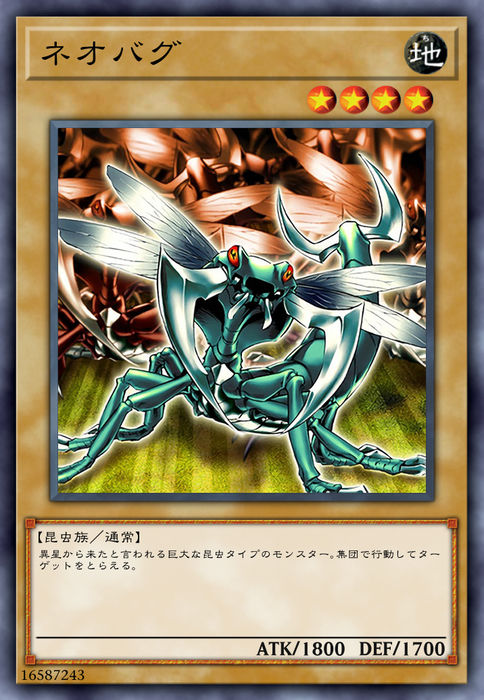 ネオバグ
ち
地
【昆虫族／通常】
異星から来たと言われる巨大な昆虫タイプのモンスター。集団で行動してター
ゲットをとらえる。
ATK/1800 DEF/1700
16587243